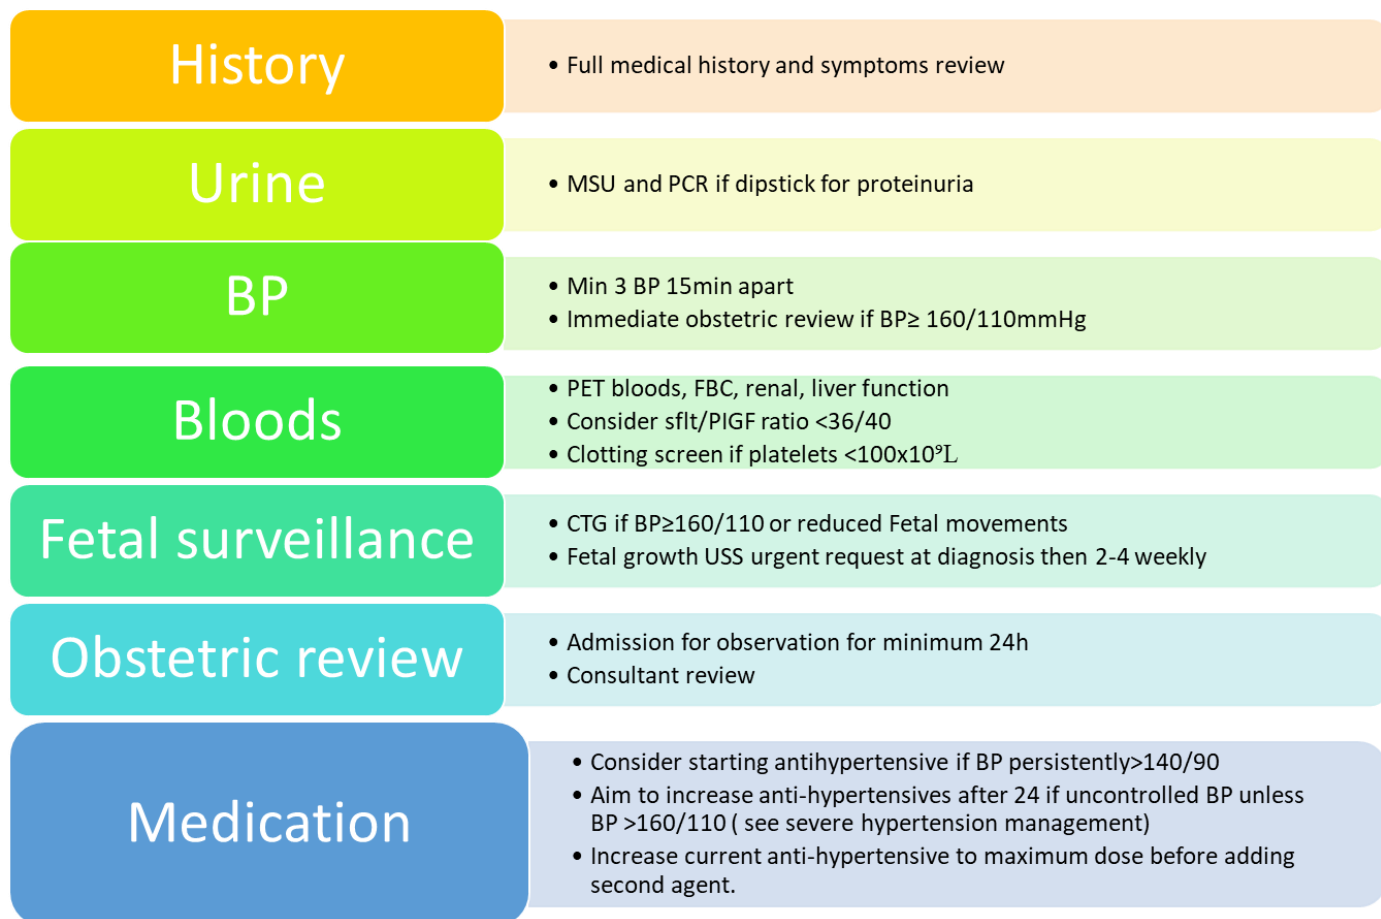 History
• Full medical history and symptoms review
Urine
• MSU and PCR if dipstick for proteinuria
BP
• Min 3 BP 15min apart
• Immediate obstetric review if BP≥ 160/110mmHg
Bloods
• PET bloods, FBC, renal, liver function
• Consider sflt/PIGF ratio <36/40
• Clotting screen if platelets <100x10⁹L
Fetal surveillance
• CTG if BP≥160/110 or reduced Fetal movements
• Fetal growth USS urgent request at diagnosis then 2-4 weekly
Obstetric review
• Admission for observation for minimum 24h
• Consultant review
Medication
• Consider starting antihypertensive if BP persistently>140/90
• Aim to increase anti-hypertensives after 24 if uncontrolled BP unless
BP >160/110 ( see severe hypertension management)
• Increase current anti-hypertensive to maximum dose before adding
second agent.